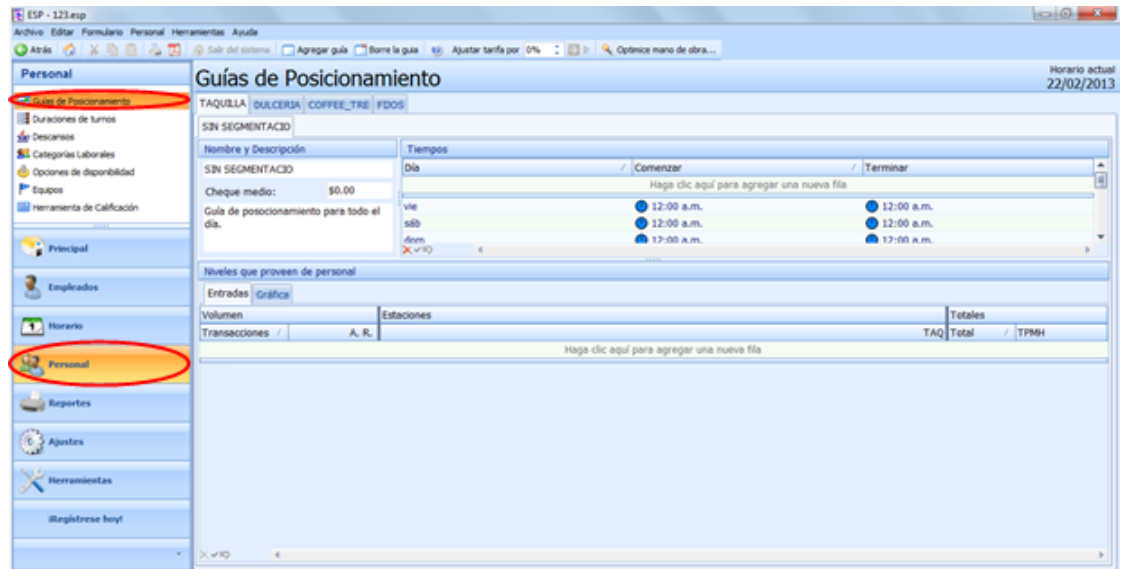 ESP - 123.esp
Archivo Editar Formulario Personal Herramientas Ayuda
Atrás Salir del sistema Agregar guía Borre la guia Ajustar tarifa por 0% Optimice mano de obra...
Personal
Guías de Posicionamiento
Duraciones de turnos
Descansos
Categorías Laborales
Opciones de disponibilidad
Equipos
Herramienta de Calificación
Principal
Empleados
Horario
Personal
Reportes
Ajustes
Herramientas
¡Regístrese hoy!
Guías de Posicionamiento
Horario actual
22/02/2013
TAQUILLA DULCERIA COFFEE_TRE FIDOS
SIN SEGMENTACIO
Nombre y Descripción
SIN SEGMENTACIO
Cheque medio: $0.00
Guía de posocionamiento para todo el
día.
Tiempos
Día Comenzar Terminar
Haga clic aquí para agregar una nueva fila
vie 12:00 a.m. 12:00 a.m.
sáb 12:00 a.m. 12:00 a.m.
dom 12:00 a.m. 12:00 a.m.
Niveles que proveen de personal
Entradas Gráfica
Volumen Estaciones Totales
Transacciones A. R. TAQ Total TPMH
Haga clic aquí para agregar una nueva fila